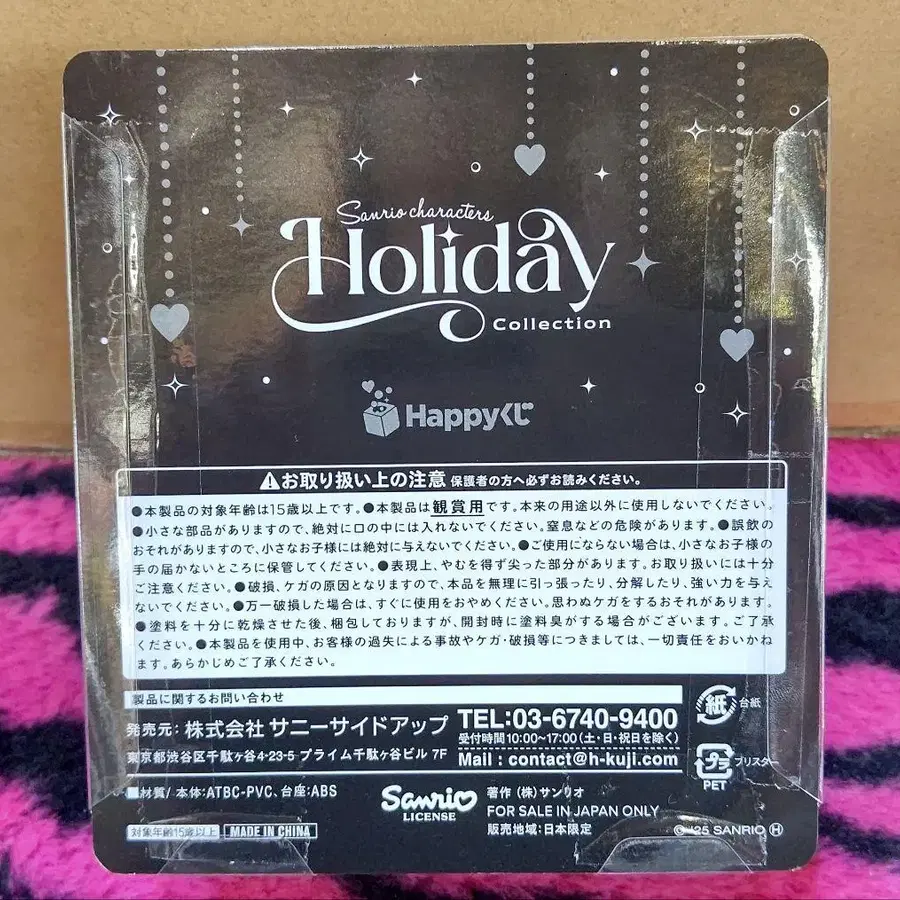 Sanrio characters
Holiday
Collection
Happyくじ
⚠お取り扱い上の注意 保護者の方へ必ずお読みください。
●本製品の対象年齢は15歳以上です。●本製品は観賞用です。本来の用途以外に使用しないでください。
●小さな部品がありますので、絶対に口の中には入れないでください。窒息などの危険があります。●誤飲の
おそれがありますので、小さなお子様には絶対に与えないでください。●ご使用にならない場合は、小さなお子様の
手の届かないところに保管してください。●表現上、やむを得ず尖った部分があります。お取り扱いには十分
ご注意ください。●破損、ケガの原因となりますので、本品を無理に引っ張ったり、分解したり、強い力を与え
ないでください。●万一破損した場合は、すぐに使用をおやめください。思わぬケガをするおそれがあります。
●塗料を十分に乾燥させた後、梱包しておりますが、開封時に塗料臭がする場合がございます。ご了承
ください。●本製品を使用中、お客様の過失による事故やケガ・破損等につきましては、一切責任をおいかね
ます。あらかじめご了承ください。
製品に関するお問い合わせ
発売元：株式会社 サニーサイドアップ
東京都渋谷区千駄ヶ谷4-23-5 プライム千駄ヶ谷ビル 7F
TEL:03-6740-9400
受付時間10:00~17:00（土・日・祝日を除く）
Mail : contact@h-kuji.com
紙 台紙
プラ ブリスター
PET
■材質/ 本体:ATBC-PVC、台座:ABS
対象年齢15歳以上 MADE IN CHINA
Sanrio
LICENSE
著作（株）サンリオ
FOR SALE IN JAPAN ONLY
販売地域:日本限定
© '25 SANRIO Ⓗ